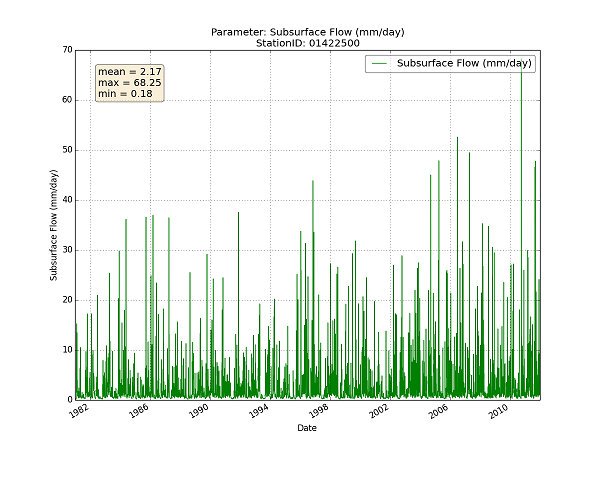 Parameter: Subsurface Flow (mm/day)
StationID: 01422500
70
60
50
40
30
20
10
0
Subsurface Flow (mm/day)
mean = 2.17
max = 68.25
min = 0.18
Subsurface Flow (mm/day)
1982
1986
1990
1994
1998
2002
2006
2010
Date